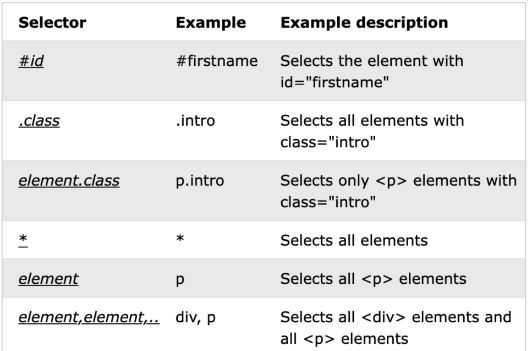 Selector Example Example description
#id #firstname Selects the element with
id="firstname"
.class .intro Selects all elements with
class="intro"
element.class p.intro Selects only <p> elements with
class="intro"
* * Selects all elements
element p Selects all <p> elements
element,element,.. div, p Selects all <div> elements and
all <p> elements